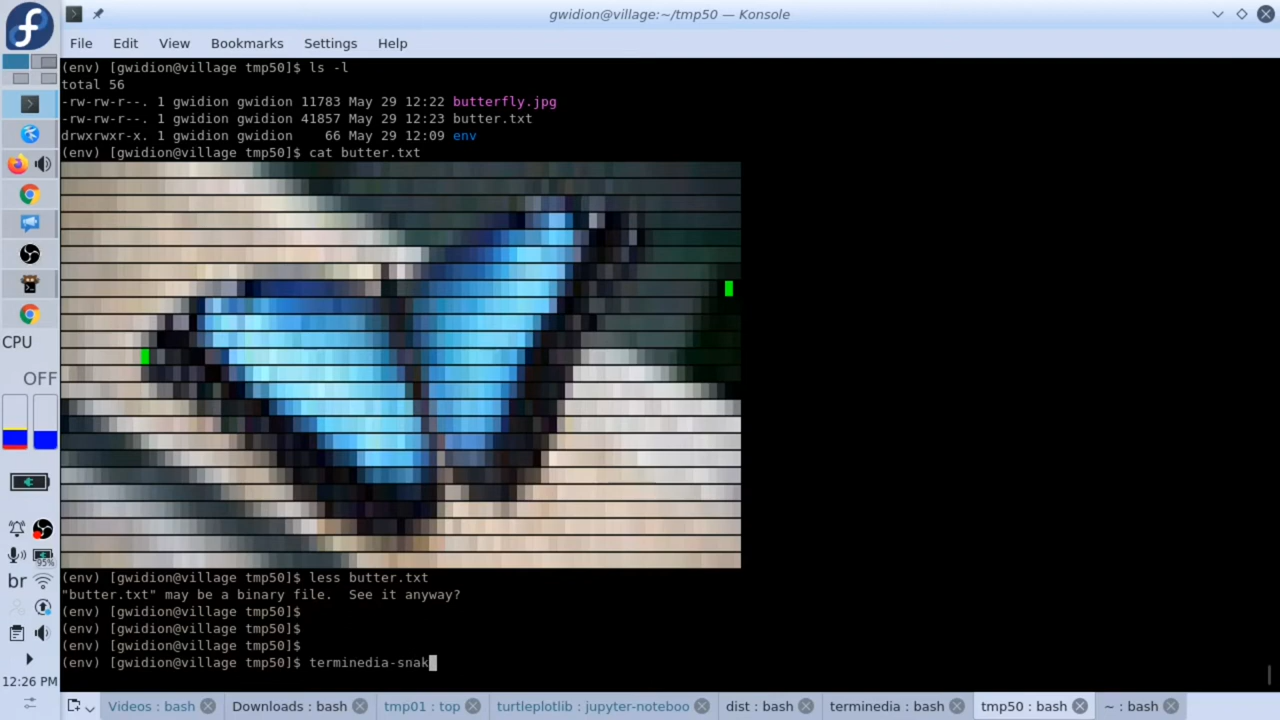 gwidion@village:~/tmp50 — Konsole
File Edit View Bookmarks Settings Help
(env) [gwidion@village tmp50]$ ls -l
total 56
-rw-rw-r--. 1 gwidion gwidion 11783 May 29 12:22 butterfly.jpg
-rw-rw-r--. 1 gwidion gwidion 41857 May 29 12:23 butter.txt
drwxrwxr-x. 1 gwidion gwidion    66 May 29 12:09 env
(env) [gwidion@village tmp50]$ cat butter.txt
(env) [gwidion@village tmp50]$ less butter.txt
"butter.txt" may be a binary file.  See it anyway?
(env) [gwidion@village tmp50]$
(env) [gwidion@village tmp50]$
(env) [gwidion@village tmp50]$
(env) [gwidion@village tmp50]$ terminedia-snak
CPU
OFF
95%
br
12:26 PM
Videos : bash Downloads : bash tmp01 : top turtleplotlib : jupyter-noteboo dist : bash terminedia : bash tmp50 : bash ~ : bash